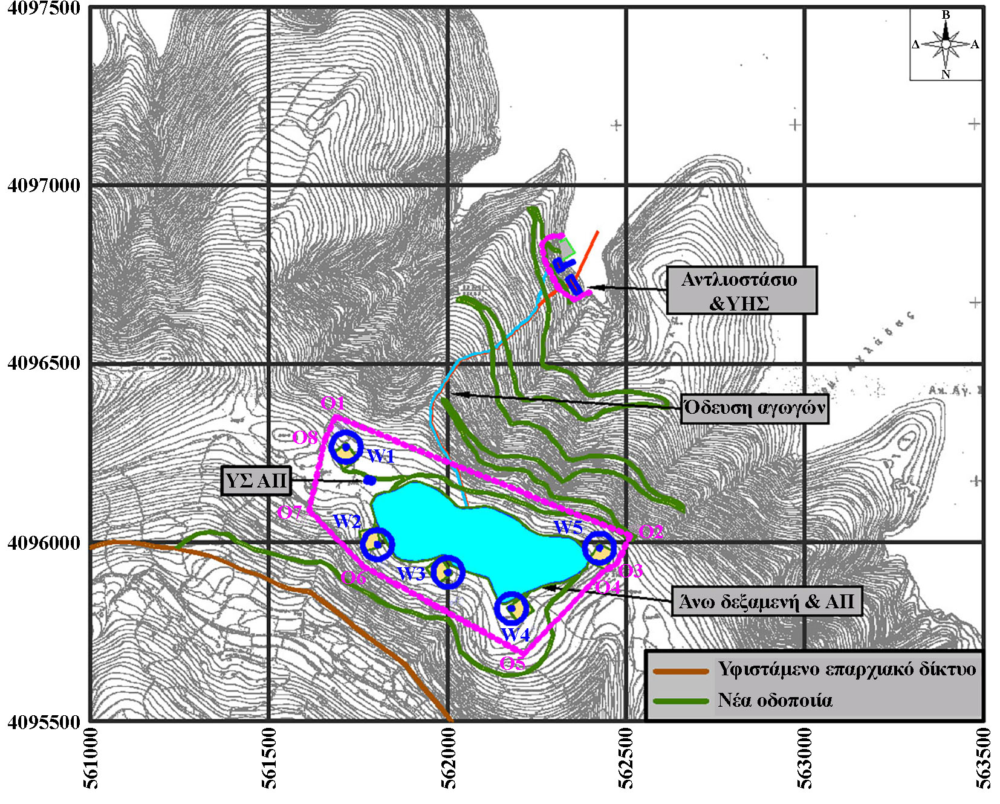 4097500
Β
Δ Α
Ν
4097000
Αντλιοστάσιο
&ΥΗΣ
4096500
Όδευση αγωγών
O1
O8
W1
ΥΣ ΑΠ
O7
W2
W5
O2
4096000
W3
O6
O3
O4
Άνω δεξαμενή & ΑΠ
W4
O5
Υφιστάμενο επαρχιακό δίκτυο
Νέα οδοποιία
4095500
561000
561500
562000
562500
563000
563500